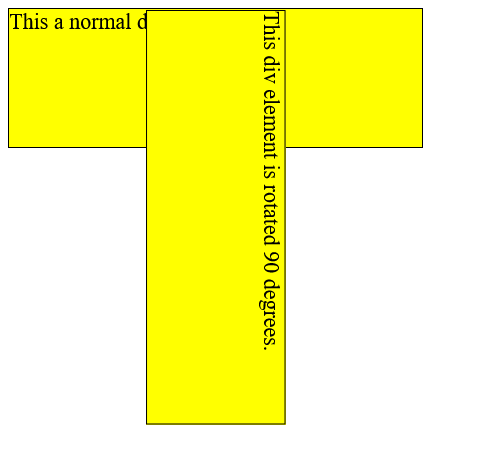 This a normal d
This div element is rotated 90 degrees.